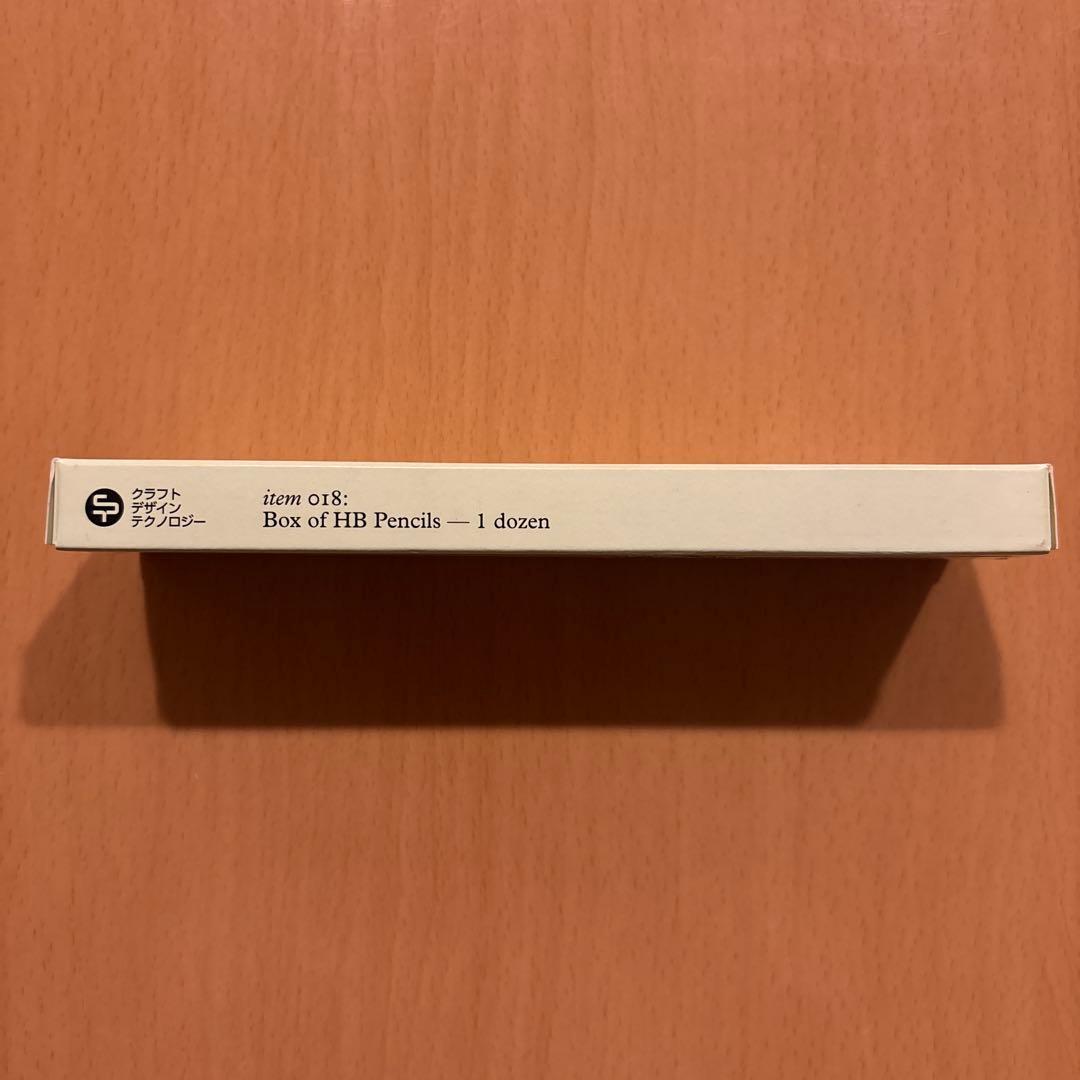 クラフト
デザイン
テクノロジー
item 018:
Box of HB Pencils — 1 dozen